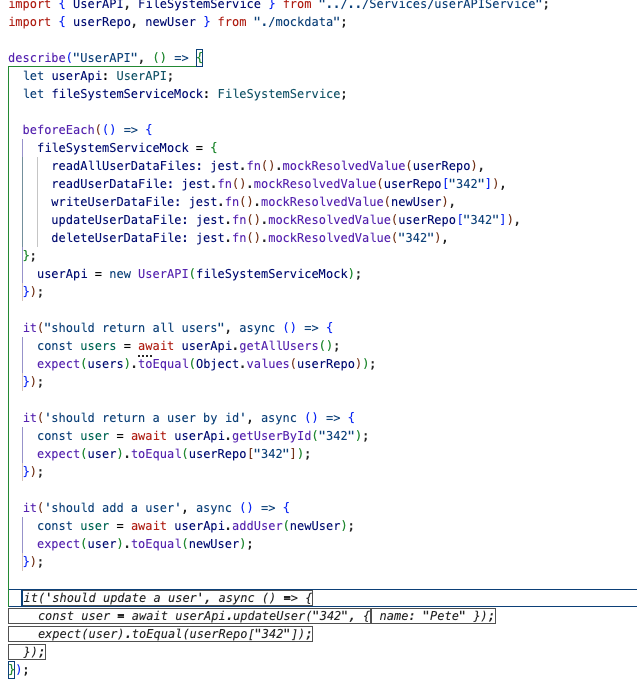 import { UserAPI, FileSystemService } from "../../Services/userAPIService";
import { userRepo, newUser } from "./mockdata";
describe("UserAPI", () => {
let userApi: UserAPI;
let fileSystemServiceMock: FileSystemService;
beforeEach(() => {
fileSystemServiceMock = {
readAllUserDataFiles: jest.fn().mockResolvedValue(userRepo),
readUserDataFile: jest.fn().mockResolvedValue(userRepo["342"]),
writeUserDataFile: jest.fn().mockResolvedValue(newUser),
updateUserDataFile: jest.fn().mockResolvedValue(userRepo["342"]),
deleteUserDataFile: jest.fn().mockResolvedValue("342"),
};
userApi = new UserAPI(fileSystemServiceMock);
});
it("should return all users", async () => {
const users = await userApi.getAllUsers();
expect(users).toEqual(Object.values(userRepo));
});
it('should return a user by id', async () => {
const user = await userApi.getUserById("342");
expect(user).toEqual(userRepo["342"]);
});
it('should add a user', async () => {
const user = await userApi.addUser(newUser);
expect(user).toEqual(newUser);
});
it('should update a user', async () => {
const user = await userApi.updateUser("342", { name: "Pete" });
expect(user).toEqual(userRepo["342"]);
});
});